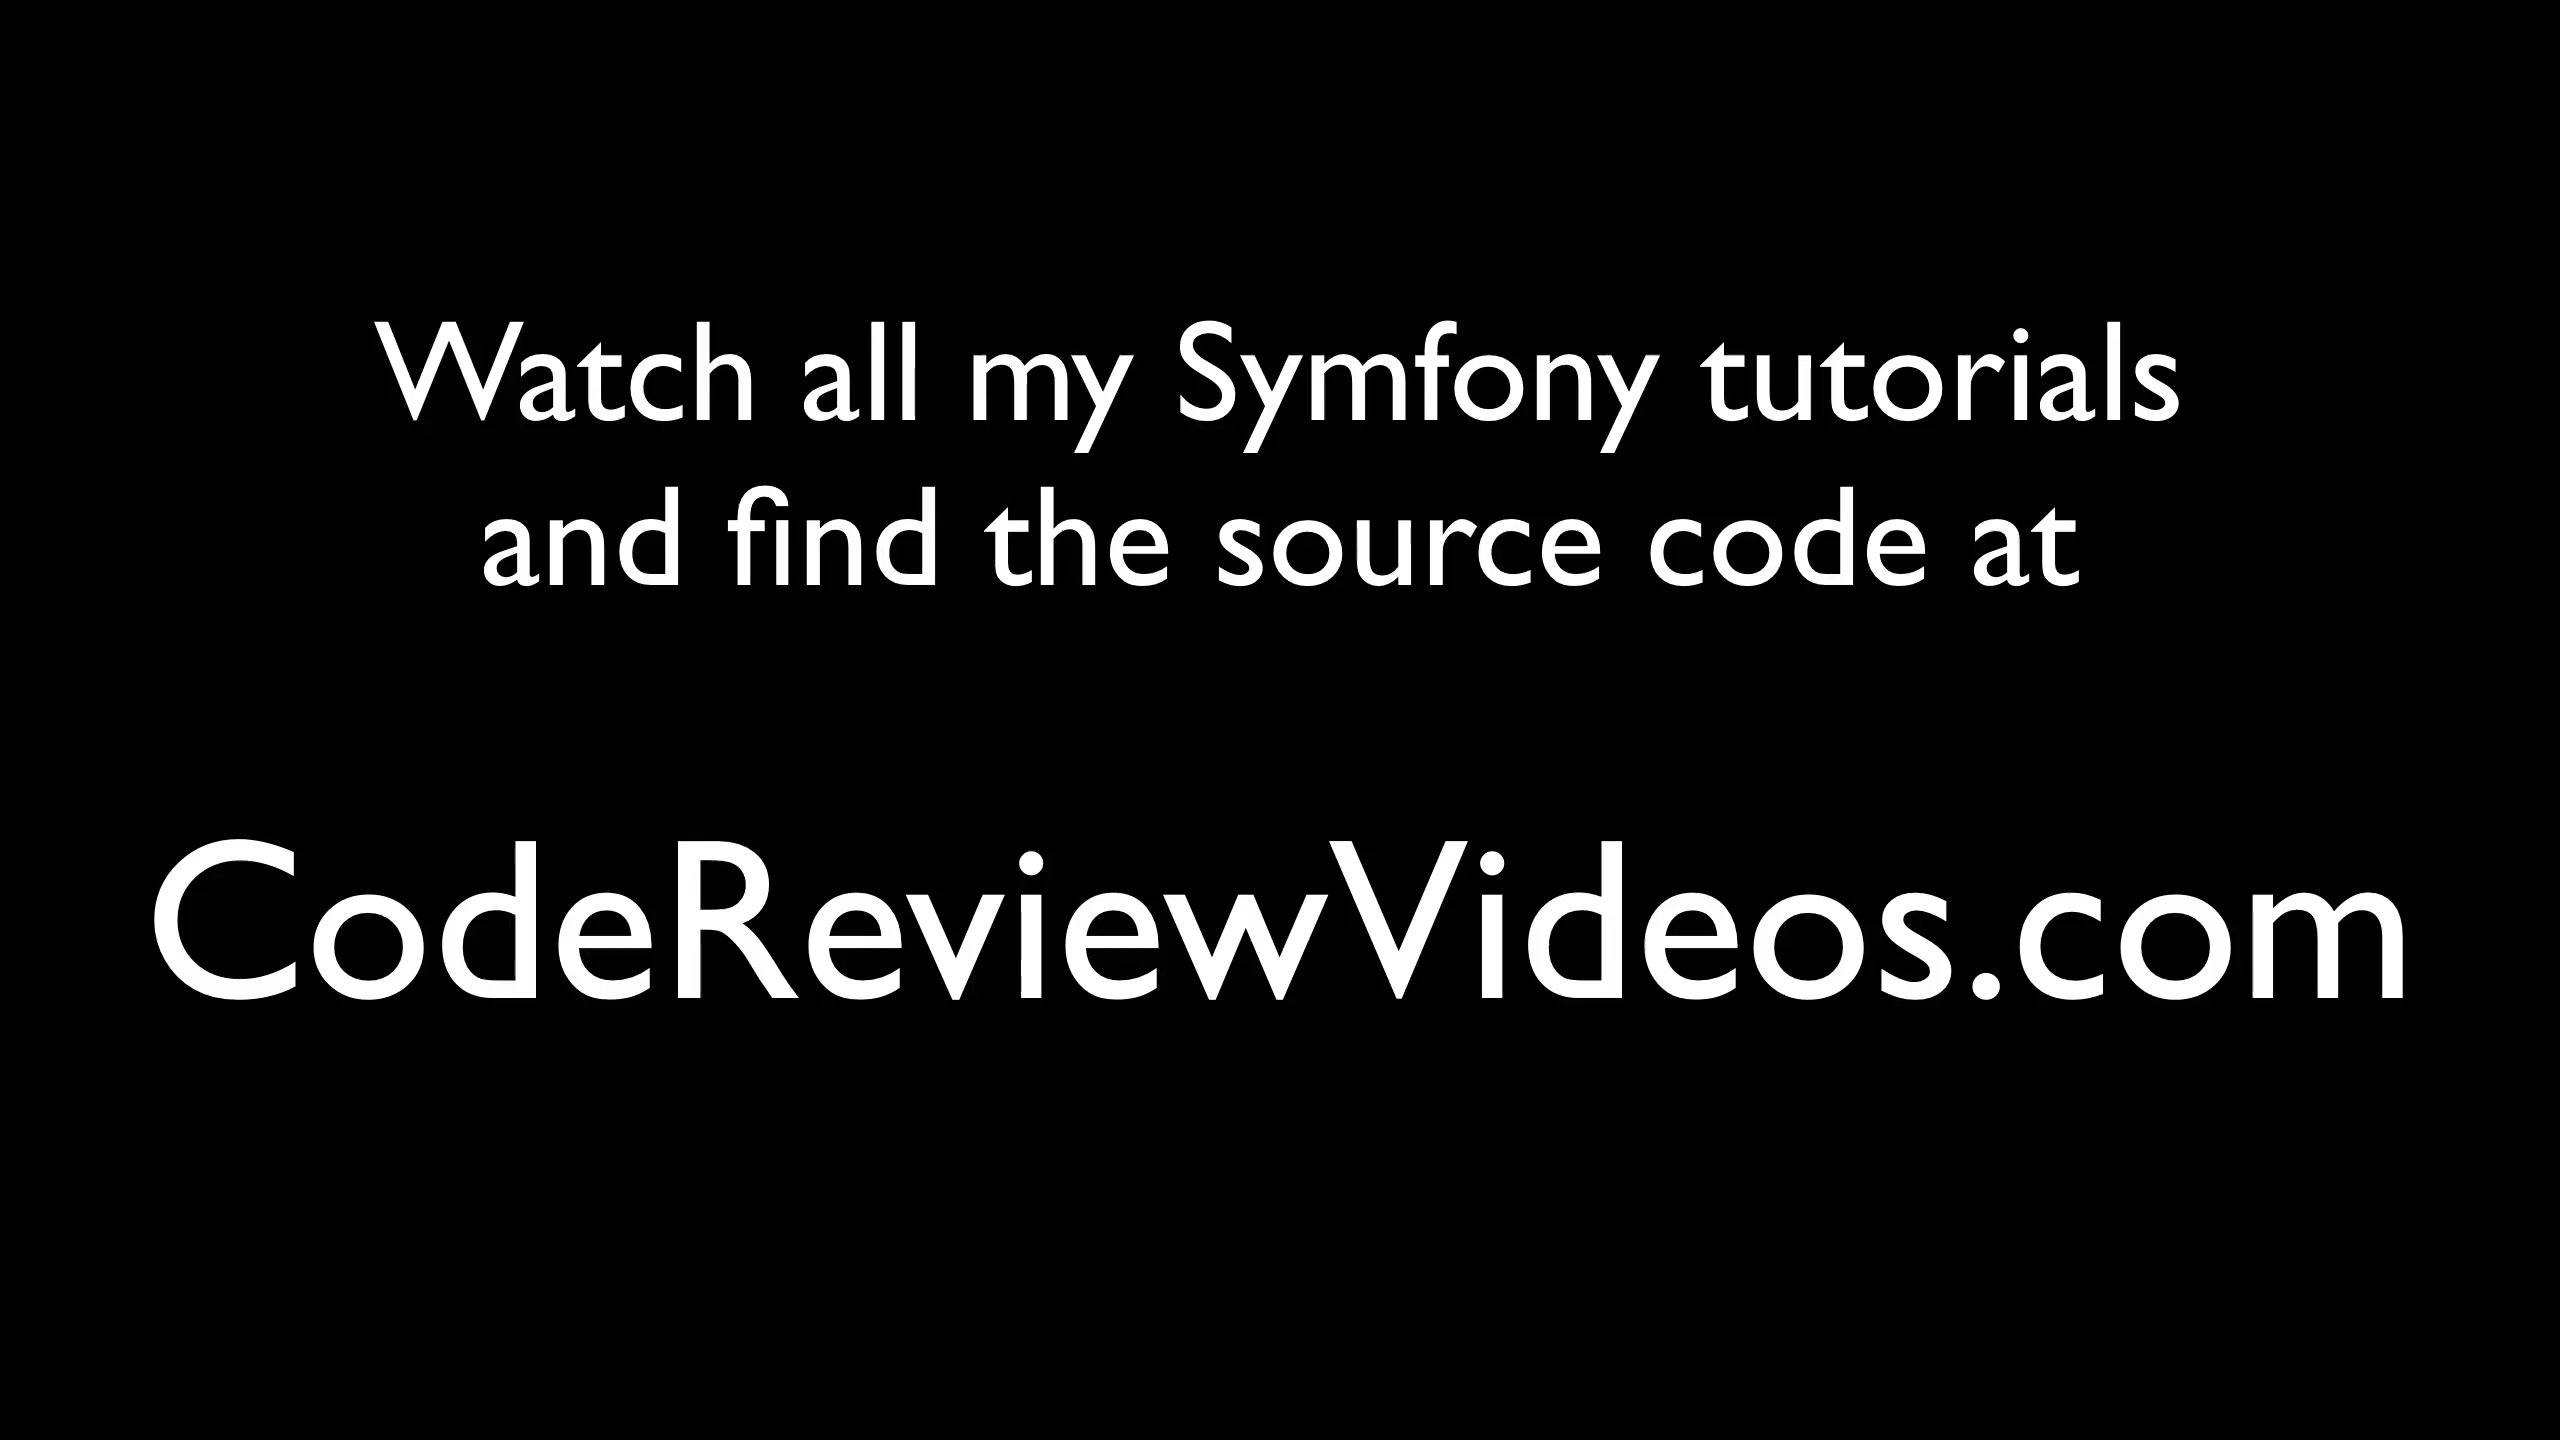 Watch all my Symfony tutorials
and find the source code at
CodeReviewVideos.com